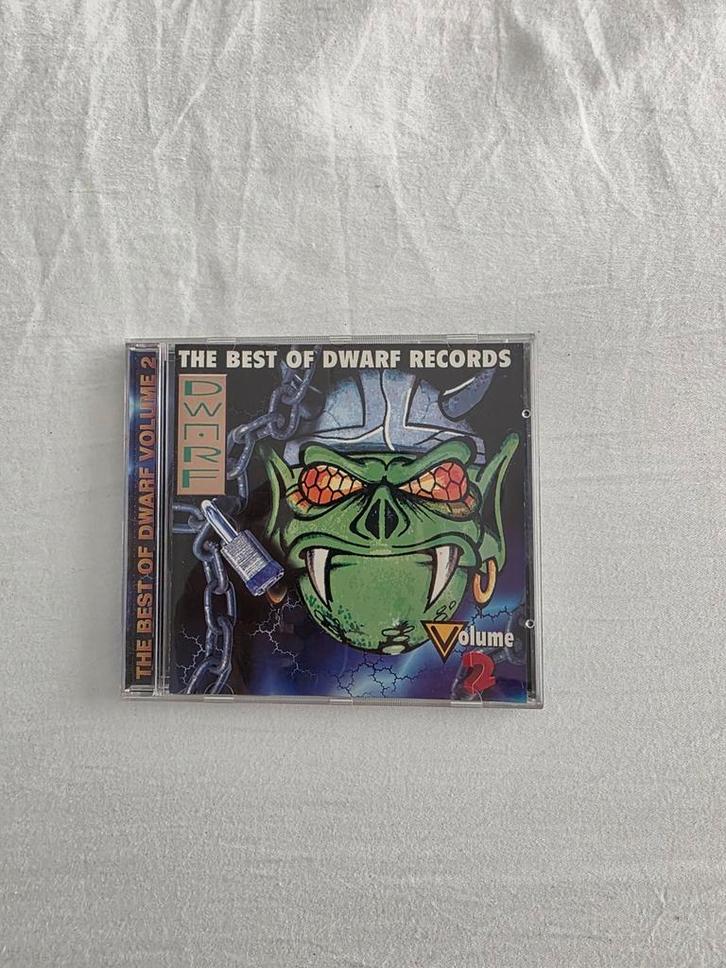 THE BEST OF DWARF RECORDS
DWARF
THE BEST OF DWARF VOLUME 2
Volume
2